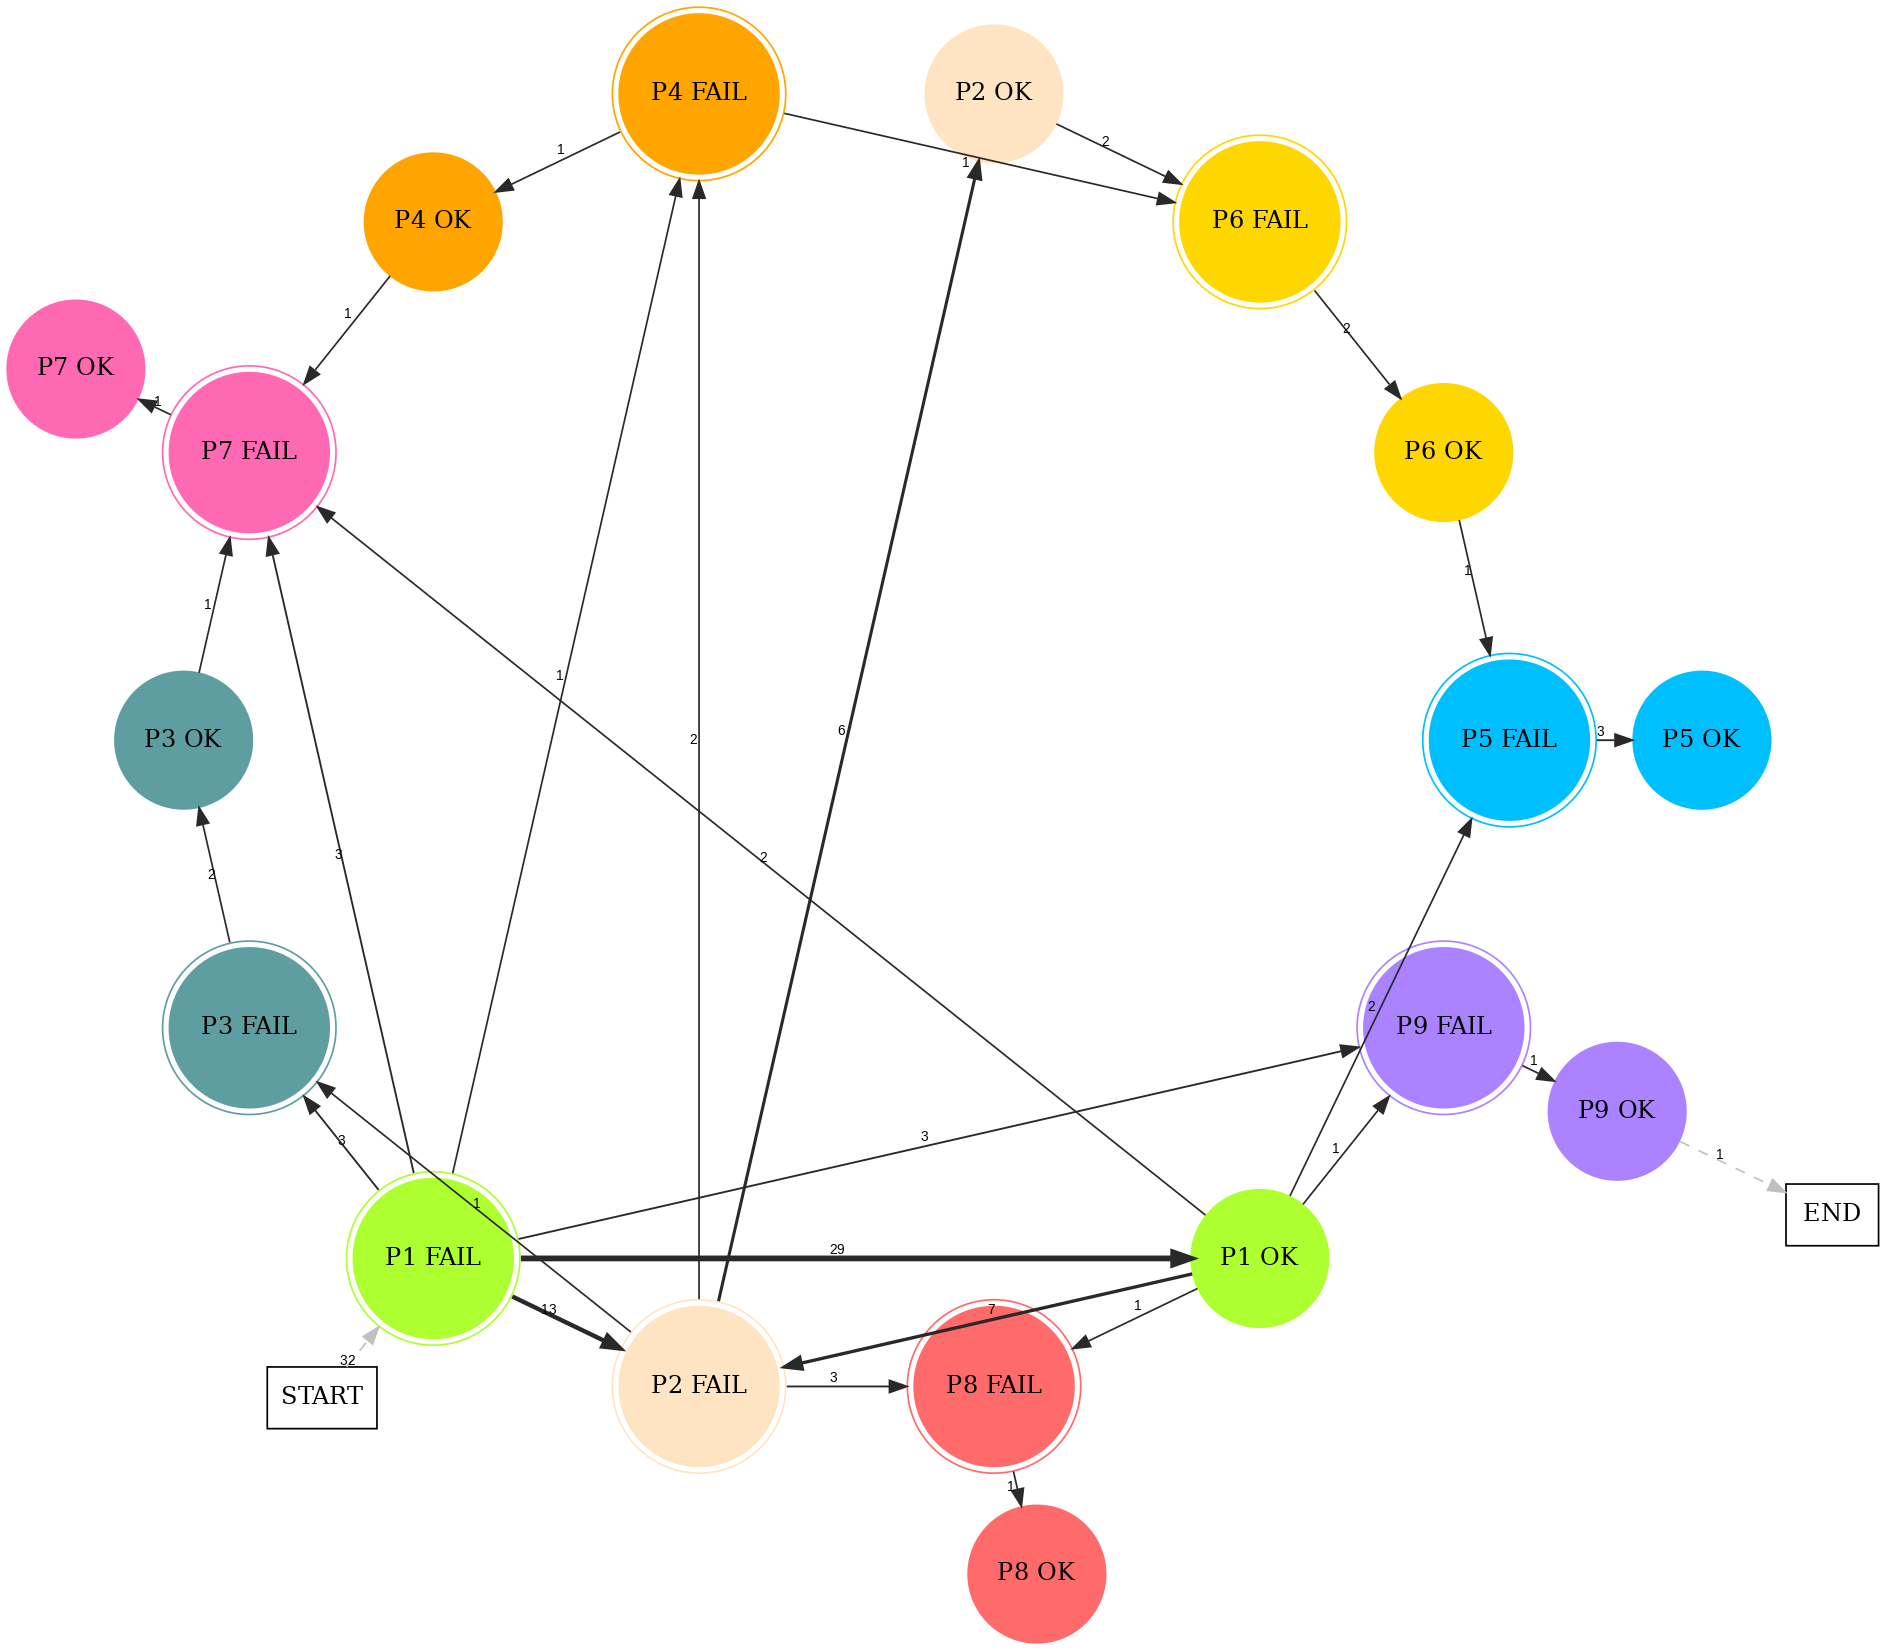 P4 FAIL
P2 OK
1
2
1
P4 OK
P6 FAIL
1
2
P7 OK
1
P7 FAIL
P6 OK
1
1
1
2
6
3
P3 OK
P5 FAIL
P5 OK
3
2
2
2
P3 FAIL
P9 FAIL
1
P9 OK
3
3
1
1
1
END
P1 FAIL
29
P1 OK
13
7
1
32
START
P2 FAIL
3
P8 FAIL
1
P8 OK